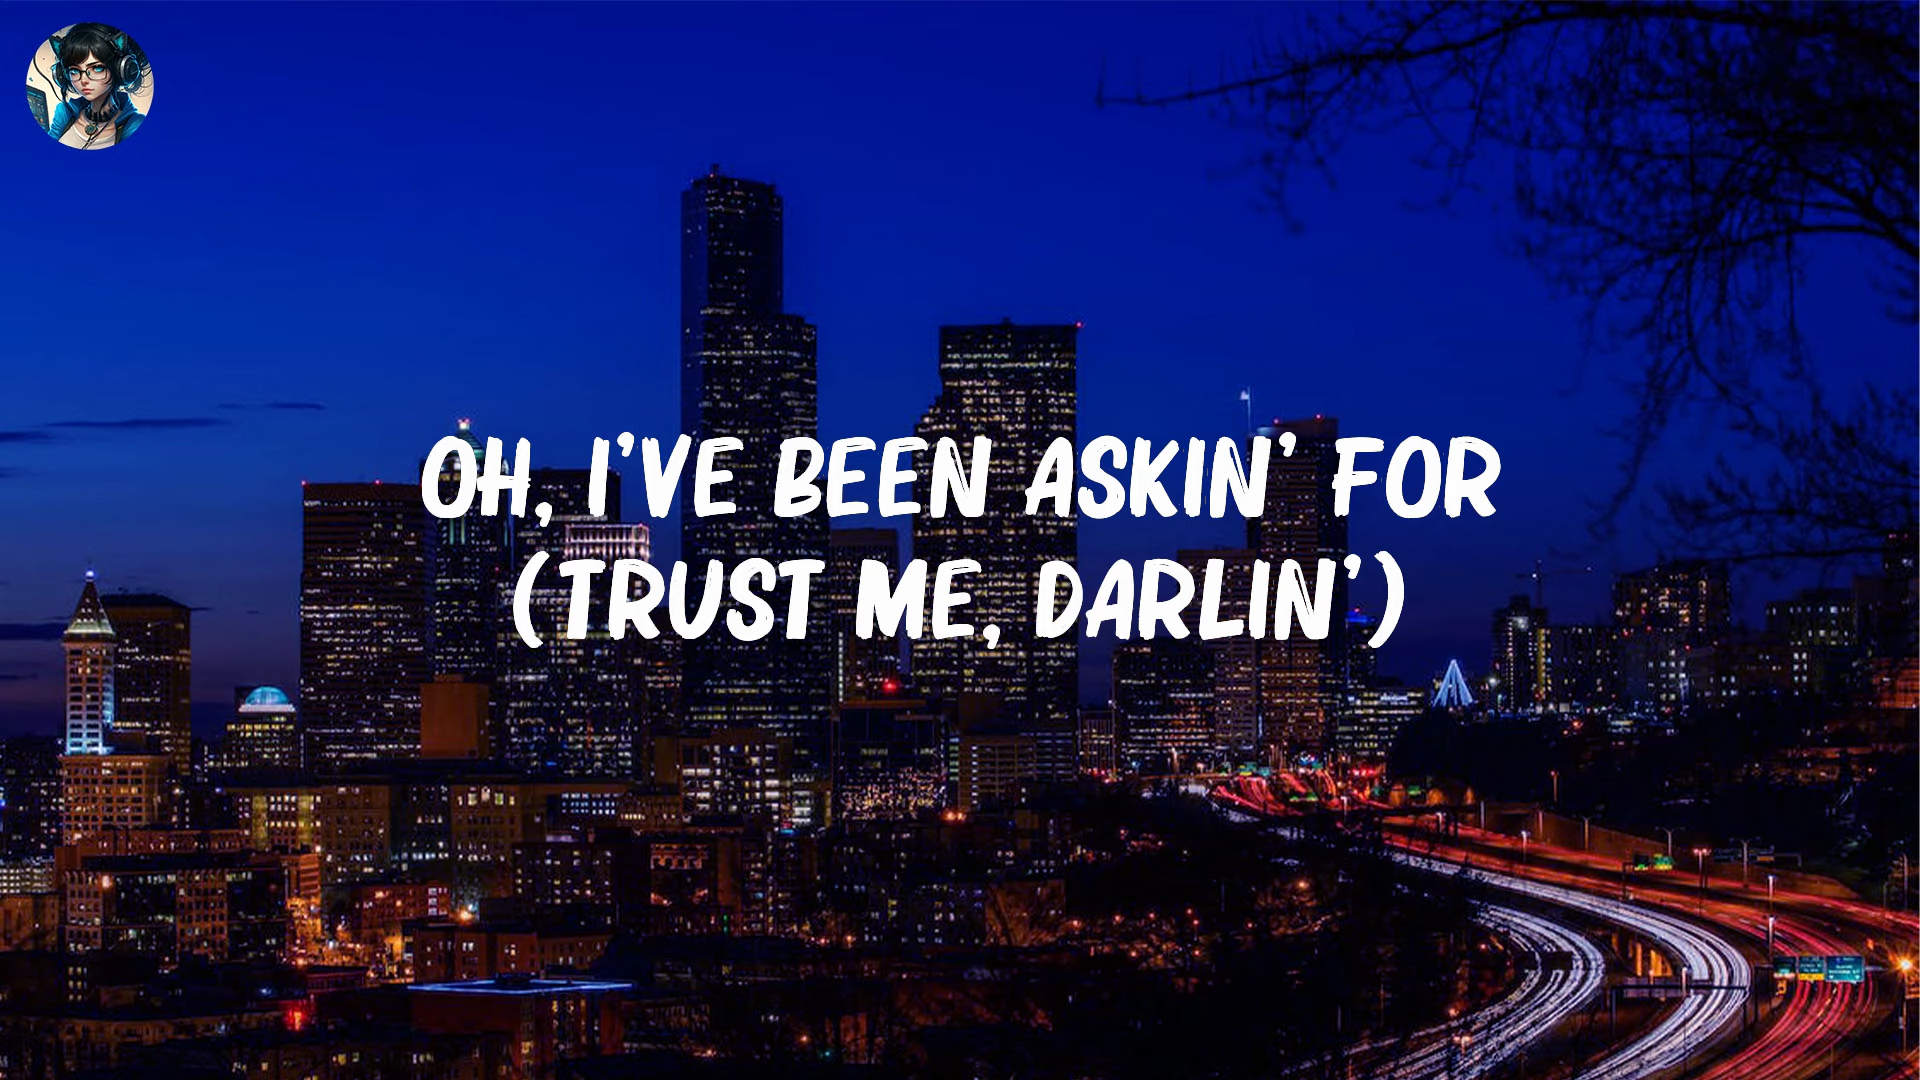 OH, I'VE BEEN ASKIN' FOR
(TRUST ME, DARLIN')